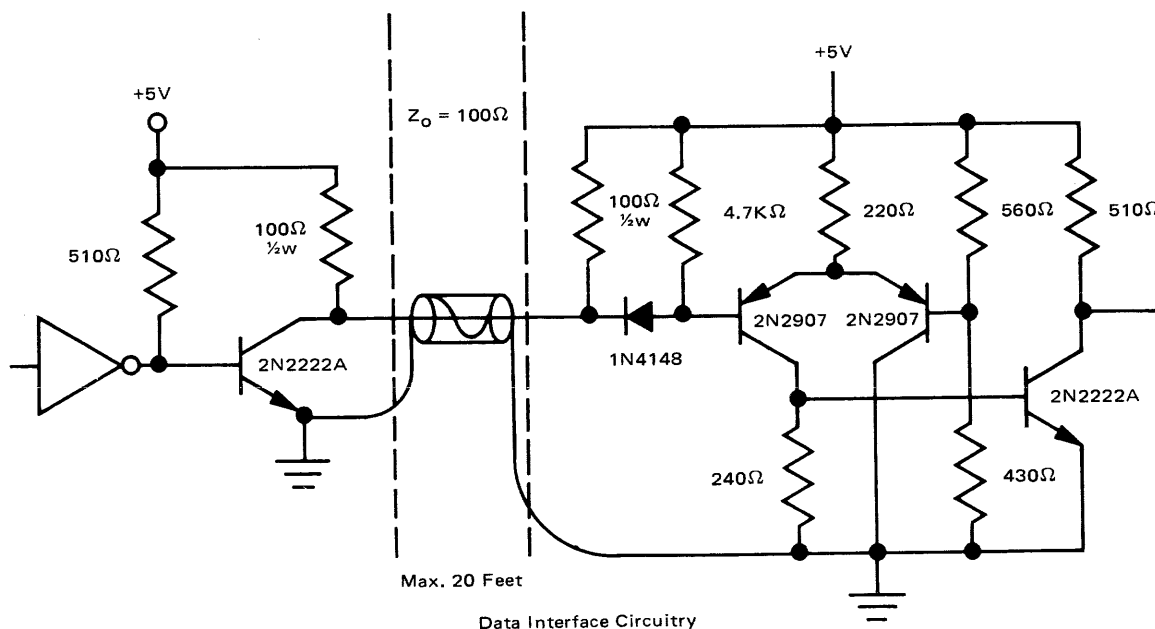 +5V
510Ω
100Ω
½w
2N2222A
Z₀ = 100Ω
Max. 20 Feet
+5V
100Ω
½w
4.7KΩ
220Ω
560Ω
510Ω
1N4148
2N2907
2N2907
2N2222A
240Ω
430Ω
Data Interface Circuitry